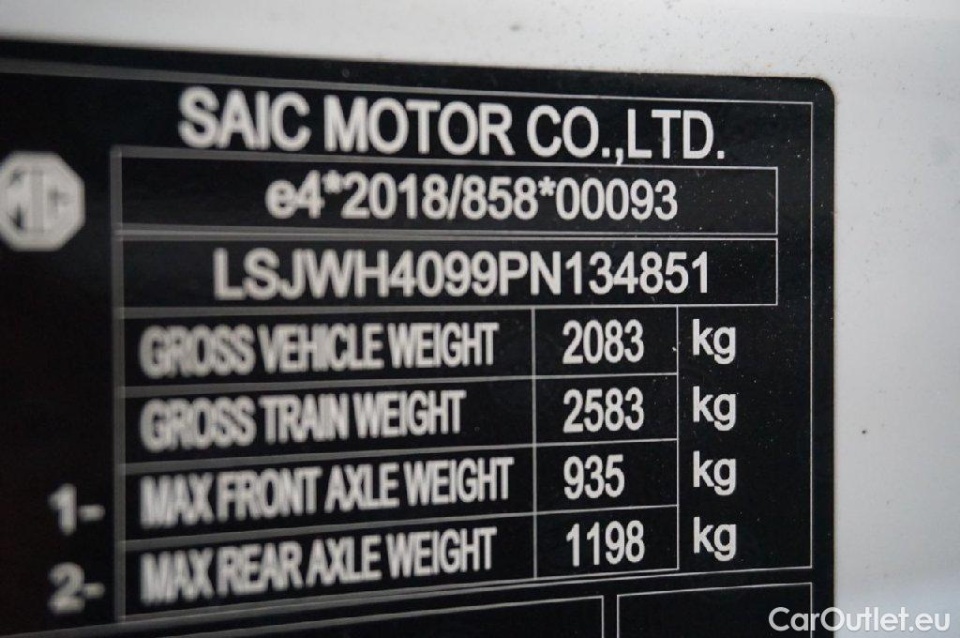 SAIC MOTOR CO.,LTD.
MG
e4*2018/858*00093
LSJWH4099PN134851
GROSS VEHICLE WEIGHT 2083 kg
GROSS TRAIN WEIGHT 2583 kg
1- MAX FRONT AXLE WEIGHT 935 kg
2- MAX REAR AXLE WEIGHT 1198 kg
CarOutlet.eu